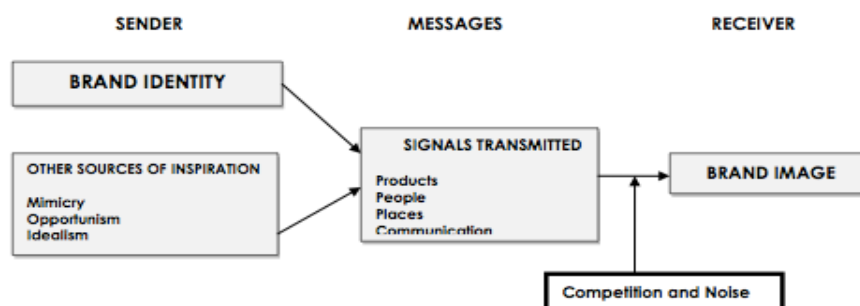 SENDER
MESSAGES
RECEIVER
BRAND IDENTITY
OTHER SOURCES OF INSPIRATION
Mimicry
Opportunism
Idealism
SIGNALS TRANSMITTED
Products
People
Places
Communication
BRAND IMAGE
Competition and Noise